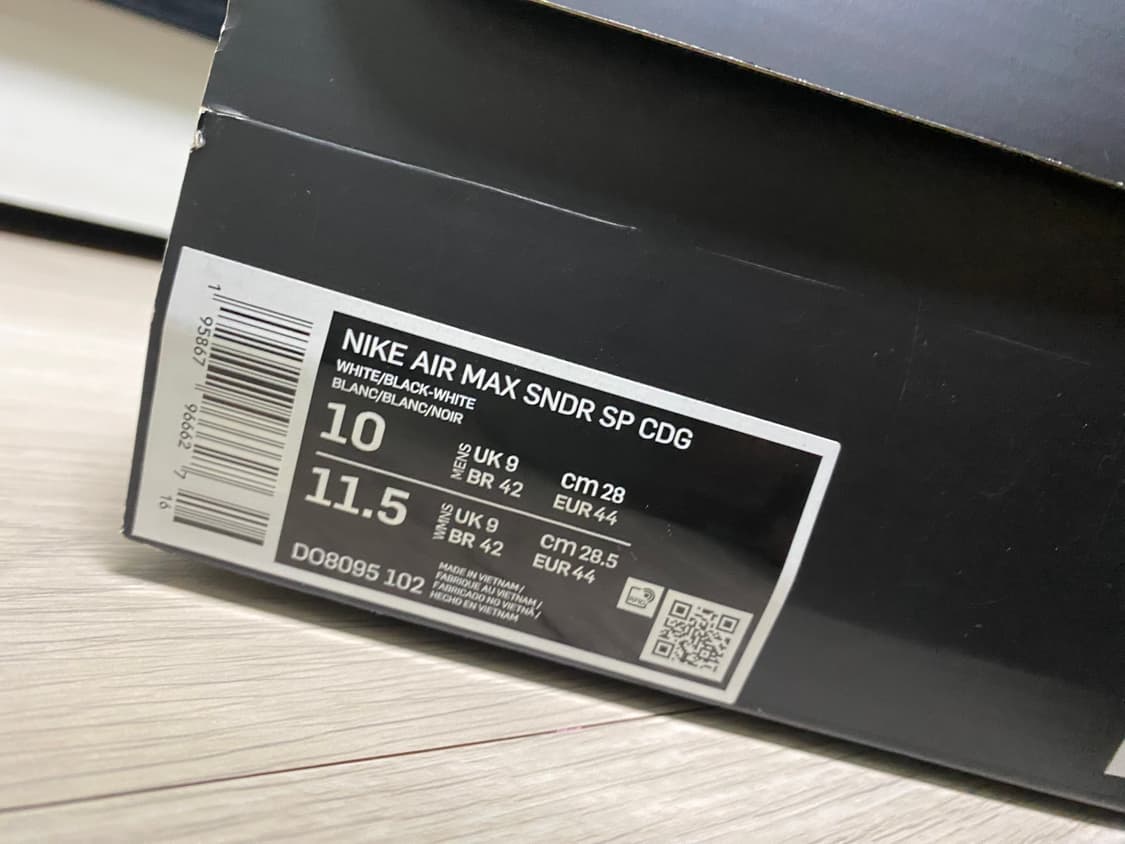 NIKE AIR MAX SNDR SP CDG
WHITE/BLACK-WHITE
BLANC/BLANC/NOIR
10
MENS
UK 9
BR 42
cm 28
EUR 44
11.5
WMNS
UK 9
BR 42
cm 28.5
EUR 44
DO8095 102
MADE IN VIETNAM/
FABRIQUE AU VIETNAM/
FABRICADO NO VIETNÃ/
HECHO EN VIETNAM
RFID
1 95867 96662 7 16